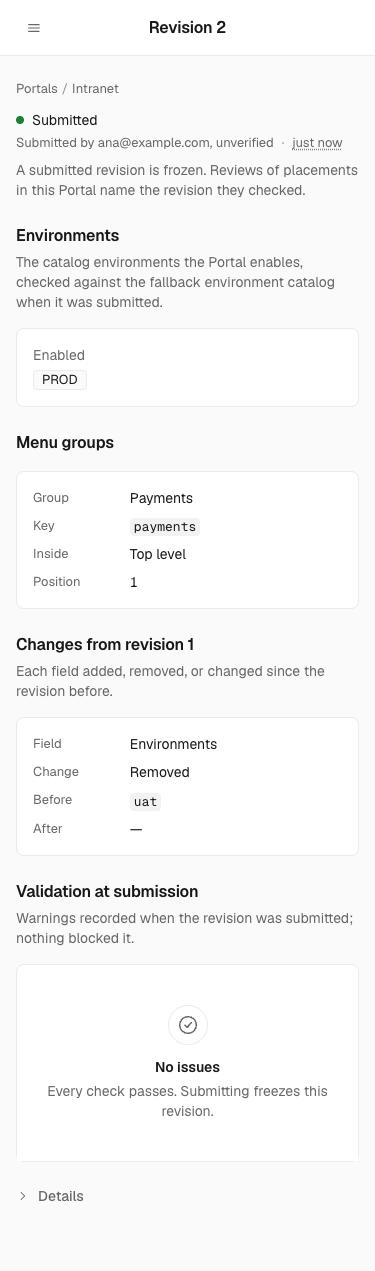 Revision 2
Portals / Intranet
Submitted
Submitted by ana@example.com, unverified · just now
A submitted revision is frozen. Reviews of placements
in this Portal name the revision they checked.
Environments
The catalog environments the Portal enables,
checked against the fallback environment catalog
when it was submitted.
Enabled
PROD
Menu groups
Group Payments
Key payments
Inside Top level
Position 1
Changes from revision 1
Each field added, removed, or changed since the
revision before.
Field Environments
Change Removed
Before uat
After —
Validation at submission
Warnings recorded when the revision was submitted;
nothing blocked it.
No issues
Every check passes. Submitting freezes this
revision.
Details